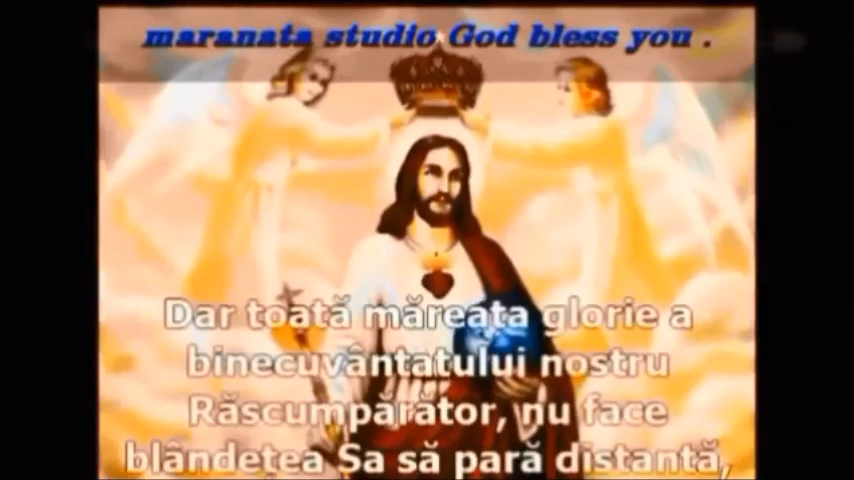 maranata studio God bless you .
Dar toată măreata glorie a
binecuvântatului nostru
Răscumpărător, nu face
blândetea Sa să pară distantă,